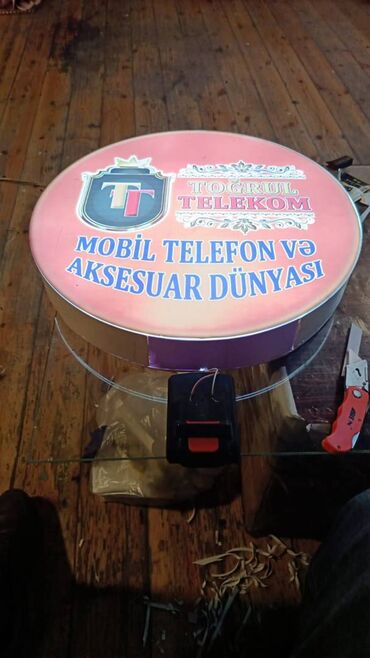 TT
TOĞRUL
TELEKOM
MOBİL TELEFON VƏ
AKSESUAR DÜNYASI